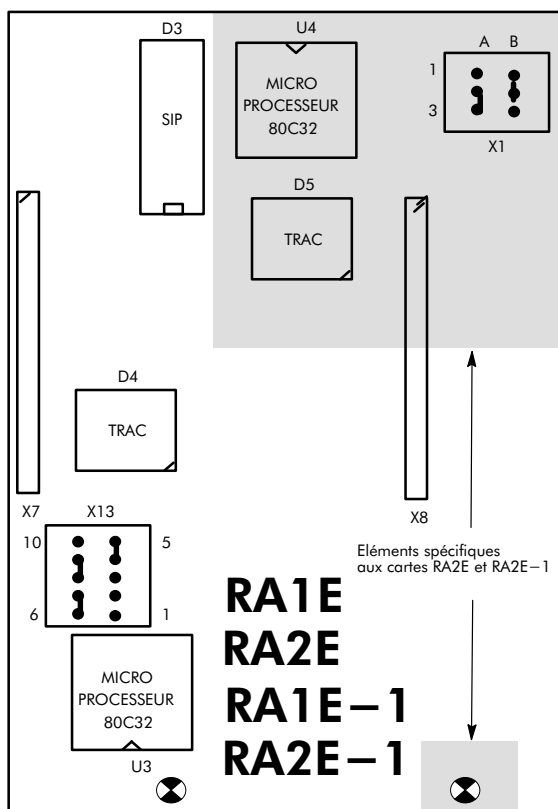 D3
U4
A B
SIP
MICRO
PROCESSEUR
80C32
1
3
X1
D5
TRAC
D4
TRAC
X7
X13
X8
10
5
6
1
Eléments spécifiques
aux cartes RA2E et RA2E−1
RA1E
RA2E
RA1E−1
RA2E−1
MICRO
PROCESSEUR
80C32
U3